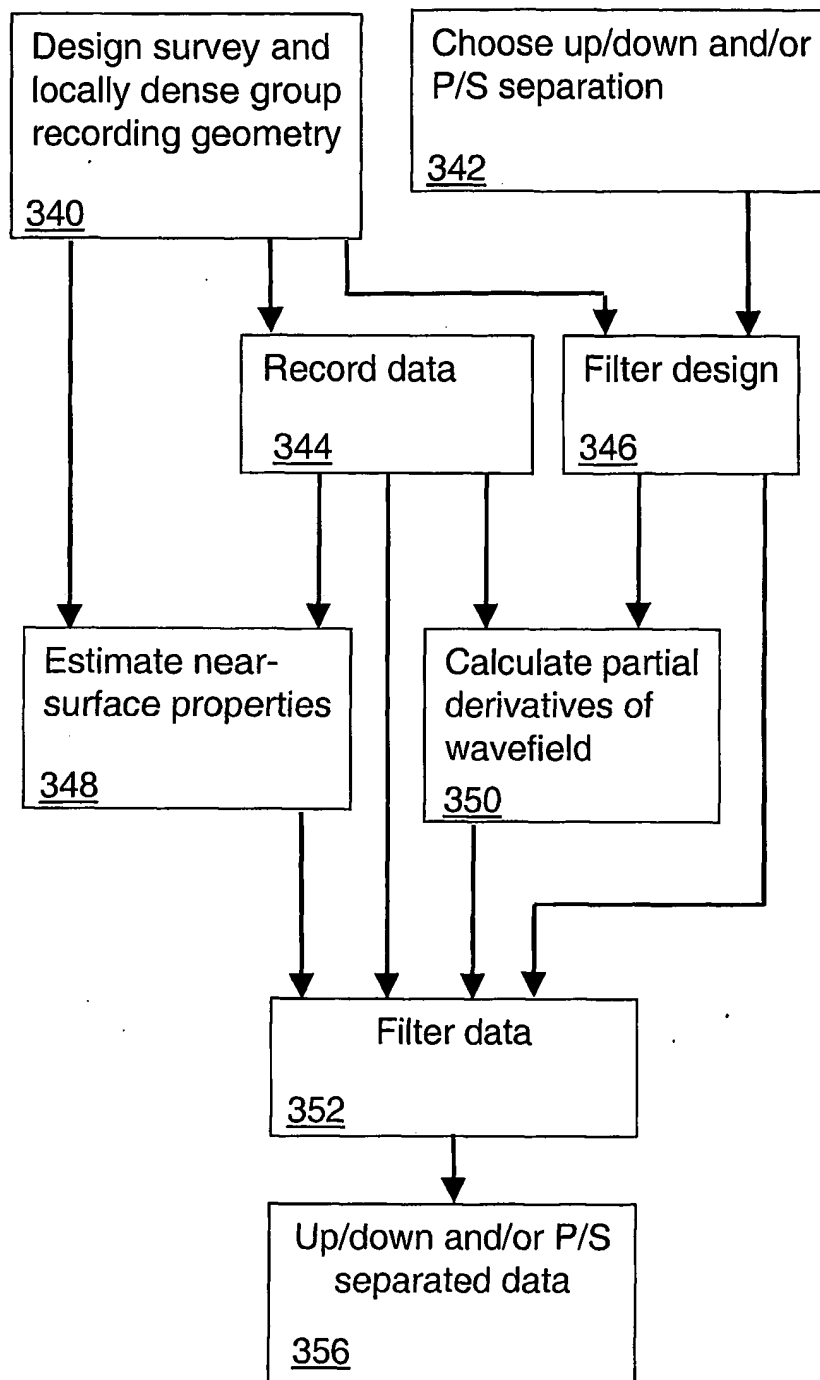 Design survey and
locally dense group
recording geometry
340
Choose up/down and/or
P/S separation
342
Record data
344
Filter design
346
Estimate near-
surface properties
348
Calculate partial
derivatives of
wavefield
350
Filter data
352
Up/down and/or P/S
separated data
356